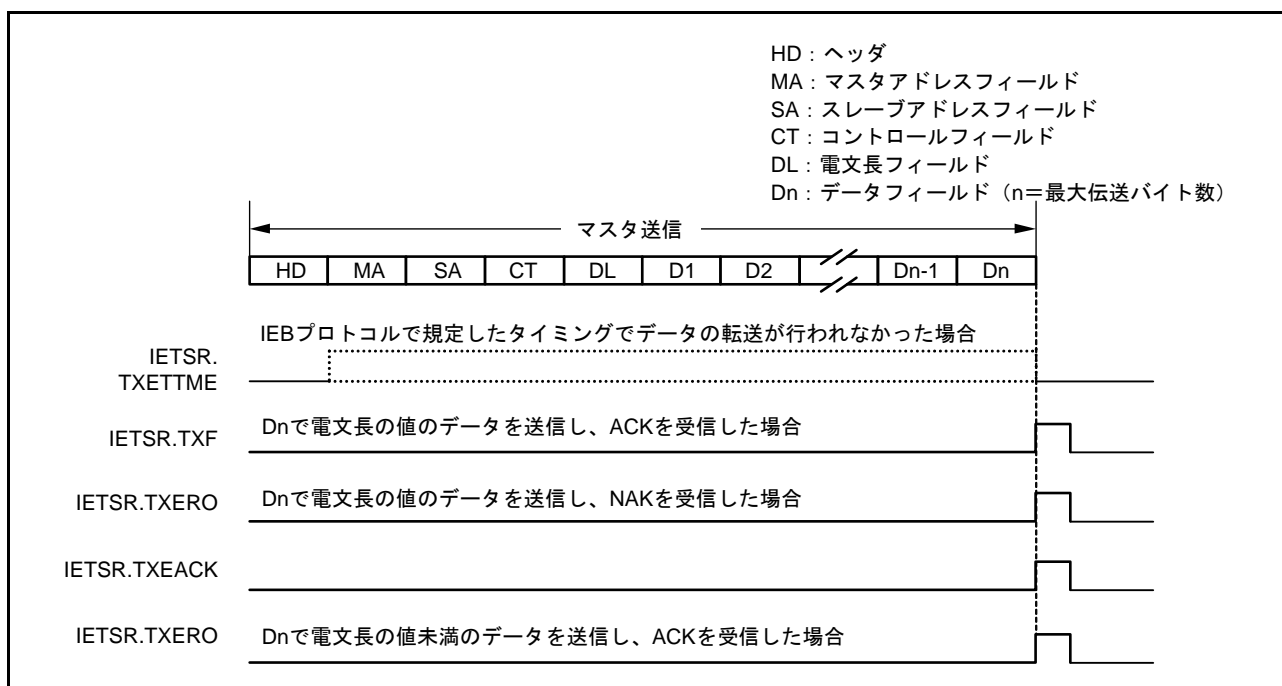 HD：ヘッダ
MA：マスタアドレスフィールド
SA：スレーブアドレスフィールド
CT：コントロールフィールド
DL：電文長フィールド
Dn：データフィールド（n＝最大伝送バイト数）
マスタ送信
HD MA SA CT DL D1 D2 Dn-1 Dn
IEBプロトコルで規定したタイミングでデータの転送が行われなかった場合
IETSR.
TXETTME
Dnで電文長の値のデータを送信し、ACKを受信した場合
IETSR.TXF
Dnで電文長の値のデータを送信し、NAKを受信した場合
IETSR.TXERO
IETSR.TXEACK
IETSR.TXERO
Dnで電文長の値未満のデータを送信し、ACKを受信した場合